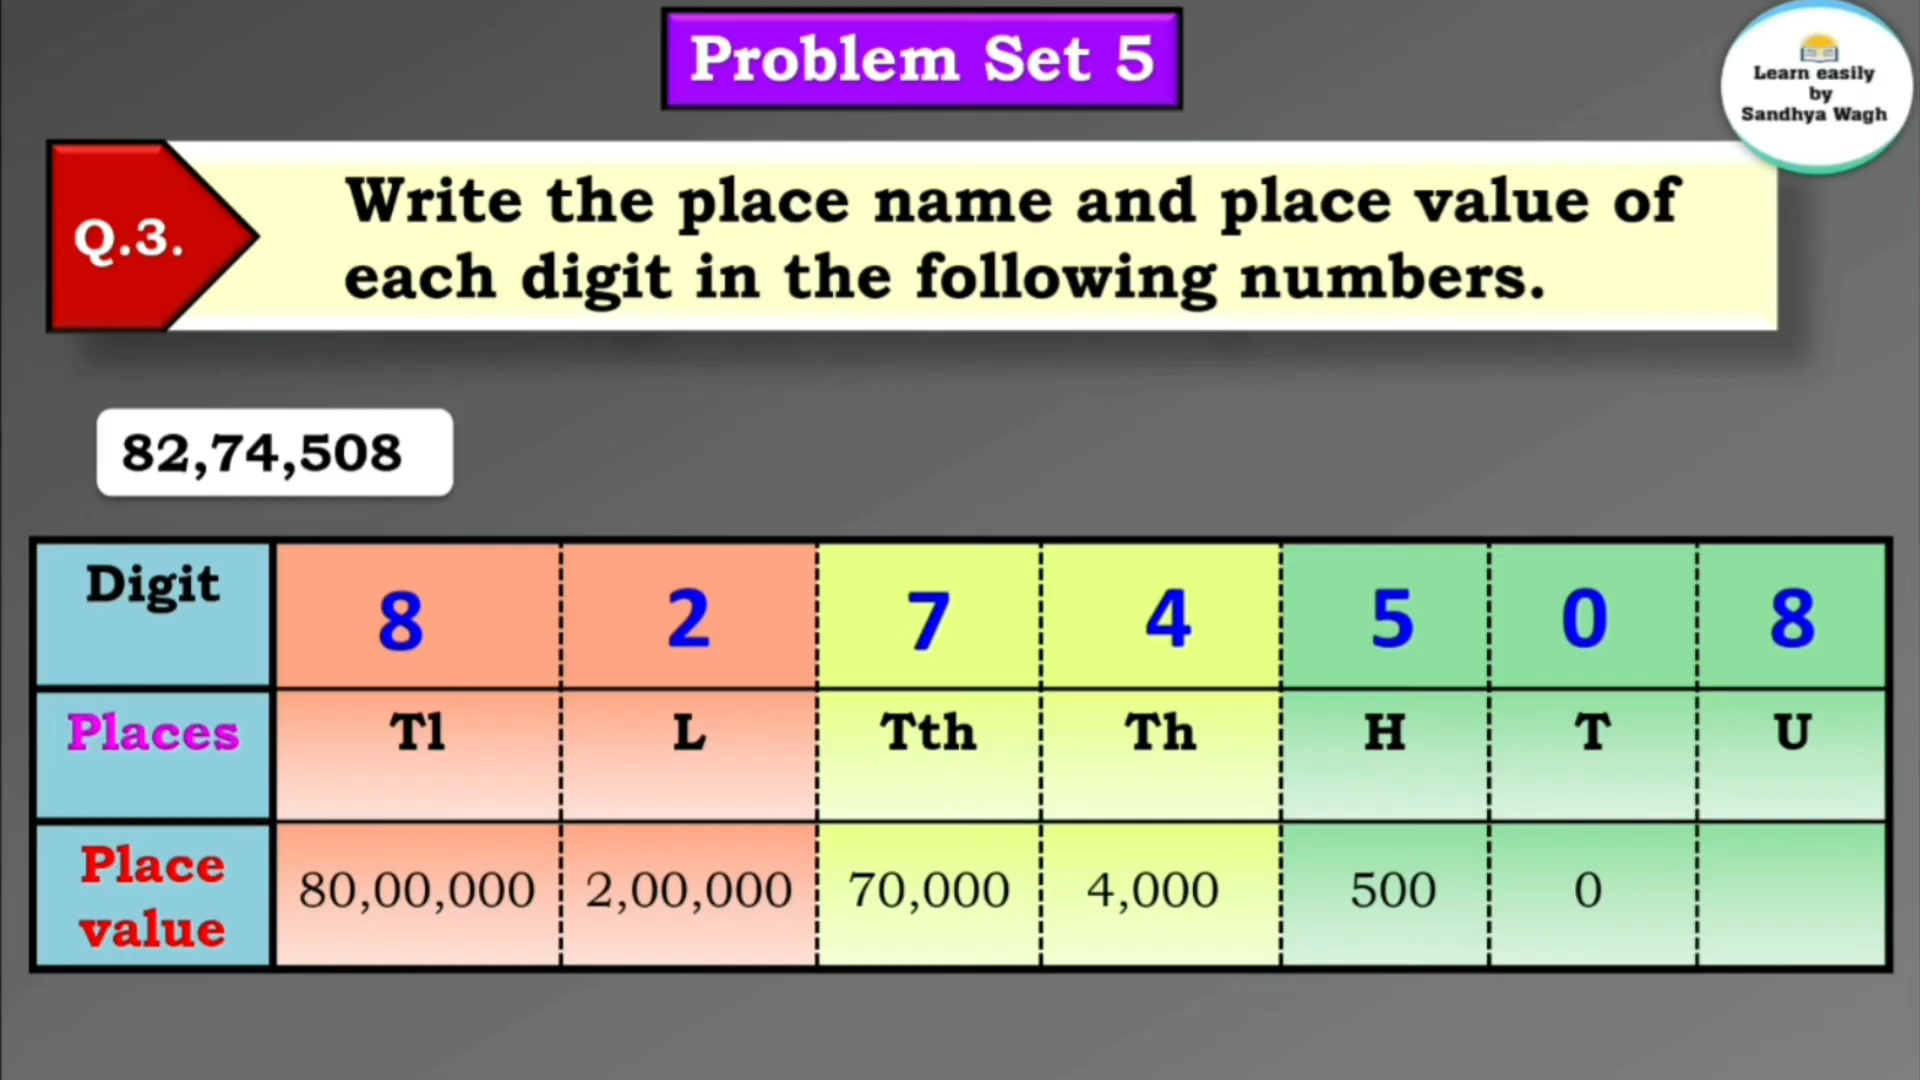 Problem Set 5
Learn easily
by
Sandhya Wagh
Q.3.
Write the place name and place value of
each digit in the following numbers.
82,74,508
Digit 8 2 7 4 5 0 8
Places Tl L Tth Th H T U
Place value 80,00,000 2,00,000 70,000 4,000 500 0